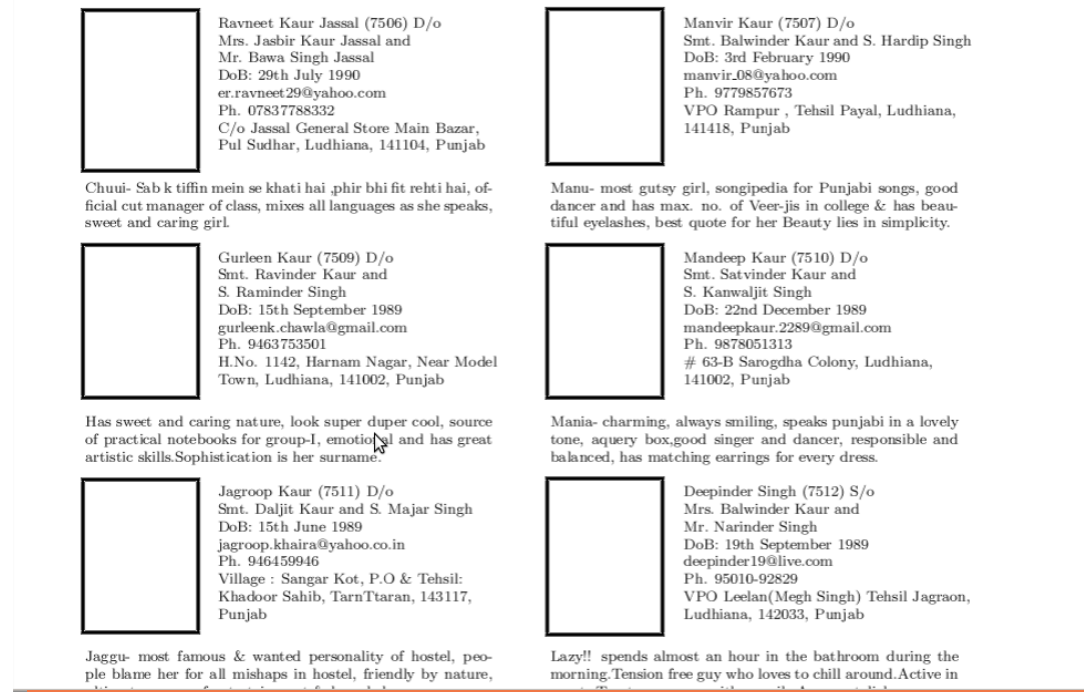 Ravneet Kaur Jassal (7506) D/o
Mrs. Jasbir Kaur Jassal and
Mr. Bawa Singh Jassal
DoB: 29th July 1990
er.ravneet29@yahoo.com
Ph. 07837788332
C/o Jassal General Store Main Bazar,
Pul Sudhar, Ludhiana, 141104, Punjab
Chuui- Sab k tiffin mein se khati hai ,phir bhi fit rehti hai, of-
ficial cut manager of class, mixes all languages as she speaks,
sweet and caring girl.
Manvir Kaur (7507) D/o
Smt. Balwinder Kaur and S. Hardip Singh
DoB: 3rd February 1990
manvir_08@yahoo.com
Ph. 9779857673
VPO Rampur , Tehsil Payal, Ludhiana,
141418, Punjab
Manu- most gutsy girl, songipedia for Punjabi songs, good
dancer and has max. no. of Veer-jis in college & has beau-
tiful eyelashes, best quote for her Beauty lies in simplicity.
Gurleen Kaur (7509) D/o
Smt. Ravinder Kaur and
S. Raminder Singh
DoB: 15th September 1989
gurleenk.chawla@gmail.com
Ph. 9463753501
H.No. 1142, Harnam Nagar, Near Model
Town, Ludhiana, 141002, Punjab
Has sweet and caring nature, look super duper cool, source
of practical notebooks for group-I, emotional and has great
artistic skills.Sophistication is her surname.
Mandeep Kaur (7510) D/o
Smt. Satvinder Kaur and
S. Kanwaljit Singh
DoB: 22nd December 1989
mandeepkaur.2289@gmail.com
Ph. 9878051313
# 63-B Sarogdha Colony, Ludhiana,
141002, Punjab
Mania- charming, always smiling, speaks punjabi in a lovely
tone, aquery box,good singer and dancer, responsible and
balanced, has matching earrings for every dress.
Jagroop Kaur (7511) D/o
Smt. Daljit Kaur and S. Majar Singh
DoB: 15th June 1989
jagroop.khaira@yahoo.co.in
Ph. 946459946
Village : Sangar Kot, P.O & Tehsil:
Khadoor Sahib, TarnTtaran, 143117,
Punjab
Jaggu- most famous & wanted personality of hostel, peo-
ple blame her for all mishaps in hostel, friendly by nature,
Deepinder Singh (7512) S/o
Mrs. Balwinder Kaur and
Mr. Narinder Singh
DoB: 19th September 1989
deepinder19@live.com
Ph. 95010-92829
VPO Leelan(Megh Singh) Tehsil Jagraon,
Ludhiana, 142033, Punjab
Lazy!! spends almost an hour in the bathroom during the
morning.Tension free guy who loves to chill around.Active in